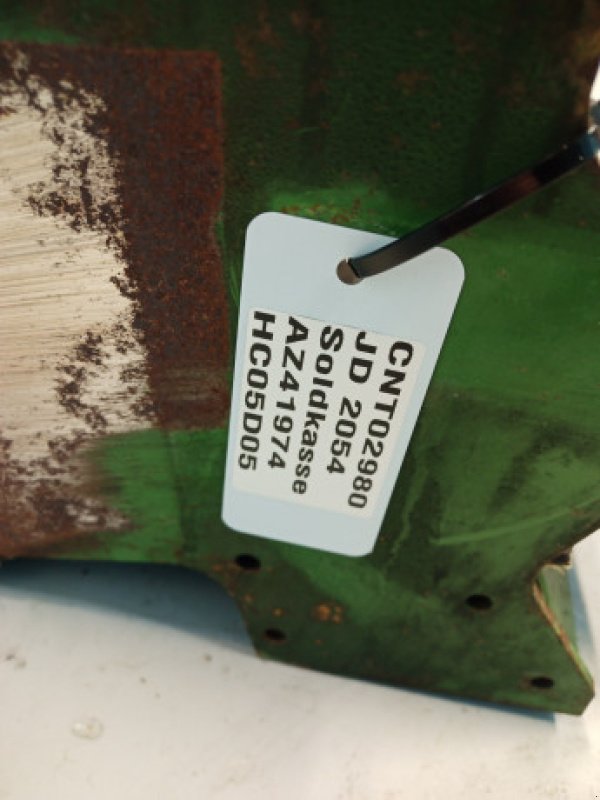 CNT02980
JD 2054
Soldkasse
AZ41974
HC05D05